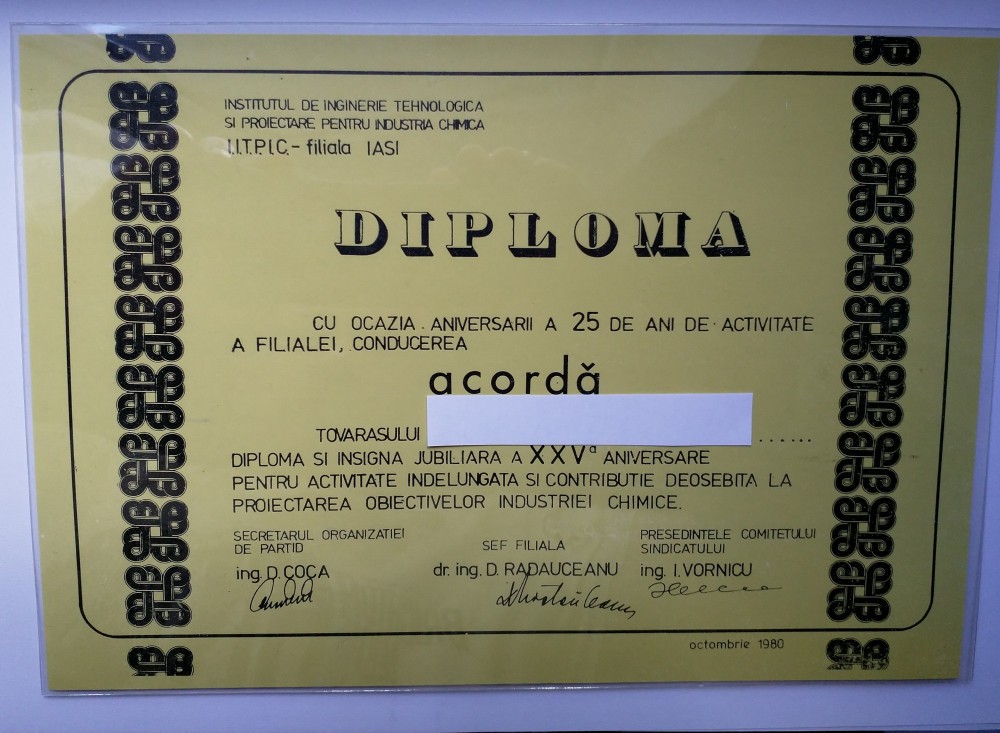 INSTITUTUL DE INGINERIE TEHNOLOGICA
SI PROIECTARE PENTRU INDUSTRIA CHIMICA
I.I.T.P.I.C.- filiala IASI
DIPLOMA
CU OCAZIA ANIVERSARII A 25 DE ANI DE ACTIVITATE
A FILIALEI, CONDUCEREA
acordă
TOVARASULUI ......
DIPLOMA SI INSIGNA JUBILIARA A XXVª ANIVERSARE
PENTRU ACTIVITATE INDELUNGATA SI CONTRIBUTIE DEOSEBITA LA
PROIECTAREA OBIECTIVELOR INDUSTRIEI CHIMICE.
SECRETARUL ORGANIZATIEI
DE PARTID
ing. D. COCA
SEF FILIALA
dr. ing. D. RADAUCEANU
PRESEDINTELE COMITETULUI
SINDICATULUI
ing. I. VORNICU
octombrie 1980